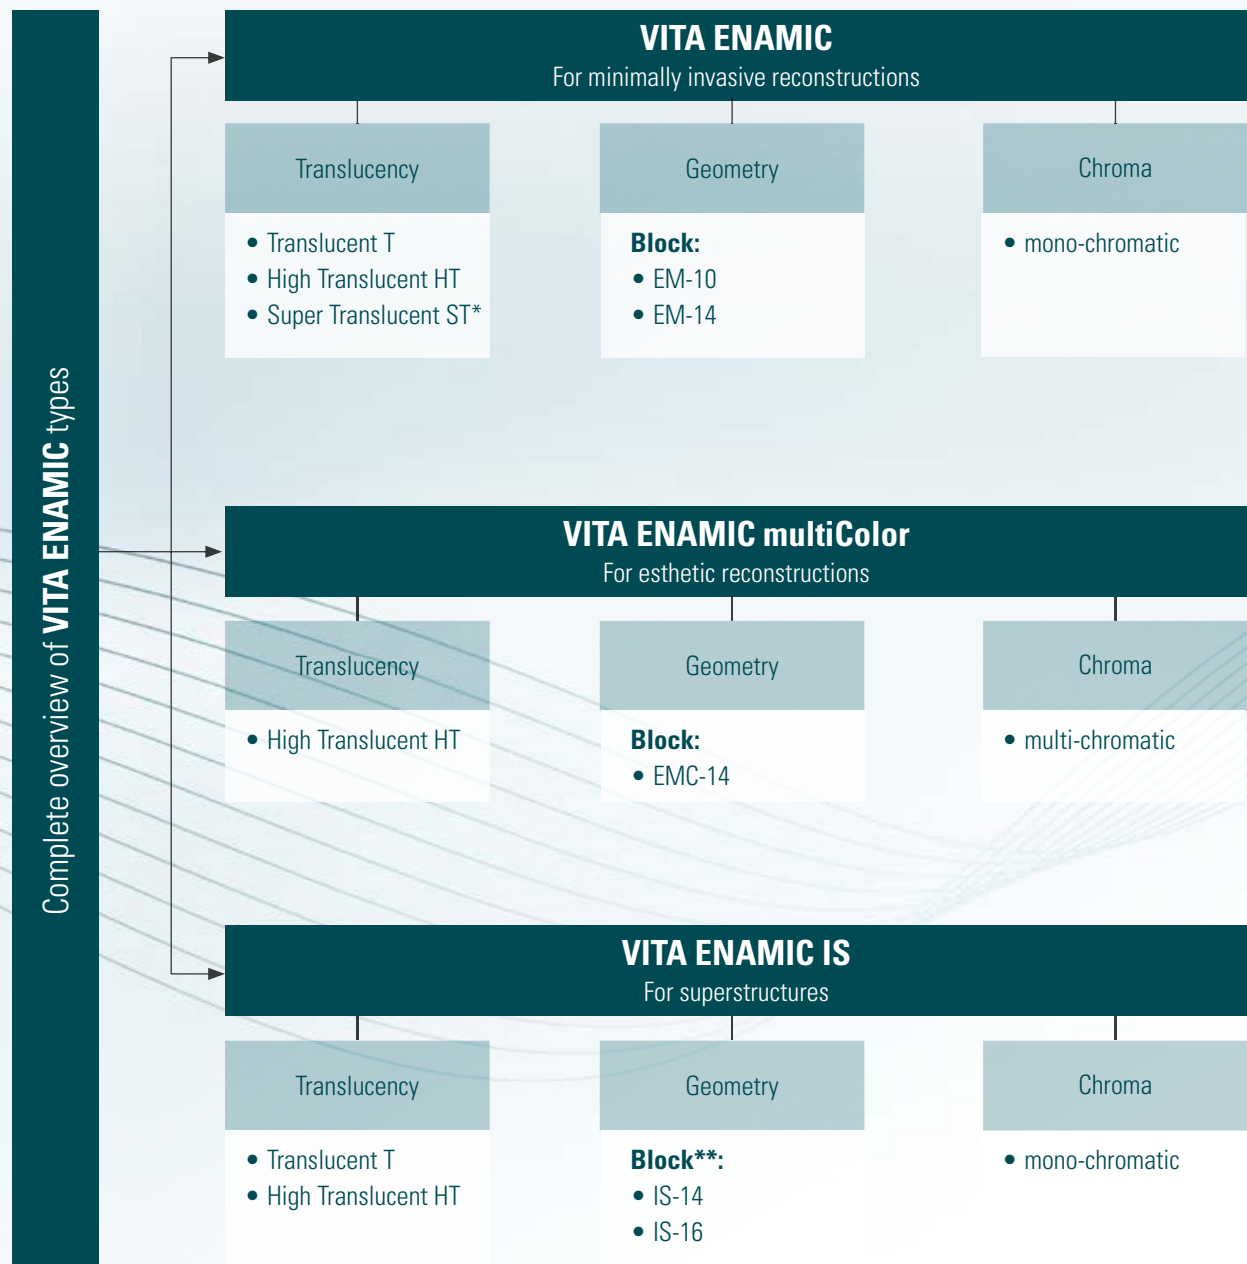 Complete overview of VITA ENAMIC types
VITA ENAMIC
For minimally invasive reconstructions
Translucency
• Translucent T
• High Translucent HT
• Super Translucent ST*
Geometry
Block:
• EM-10
• EM-14
Chroma
• mono-chromatic
VITA ENAMIC multiColor
For esthetic reconstructions
Translucency
• High Translucent HT
Geometry
Block:
• EMC-14
Chroma
• multi-chromatic
VITA ENAMIC IS
For superstructures
Translucency
• Translucent T
• High Translucent HT
Geometry
Block**:
• IS-14
• IS-16
Chroma
• mono-chromatic